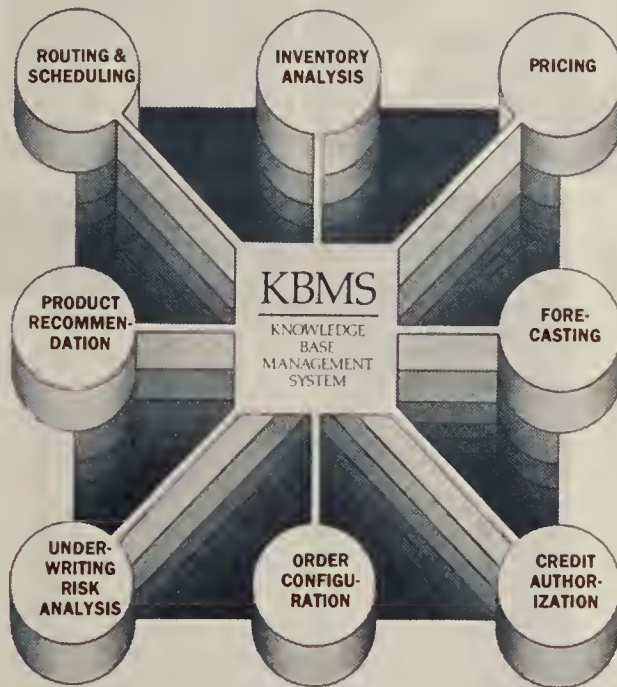 ROUTING &
SCHEDULING
INVENTORY
ANALYSIS
PRICING
PRODUCT
RECOMMEN-
DATION
KBMS
KNOWLEDGE
BASE
MANAGEMENT
SYSTEM
FORE-
CASTING
UNDER-
WRITING
RISK
ANALYSIS
ORDER
CONFIGU-
RATION
CREDIT
AUTHOR-
IZATION